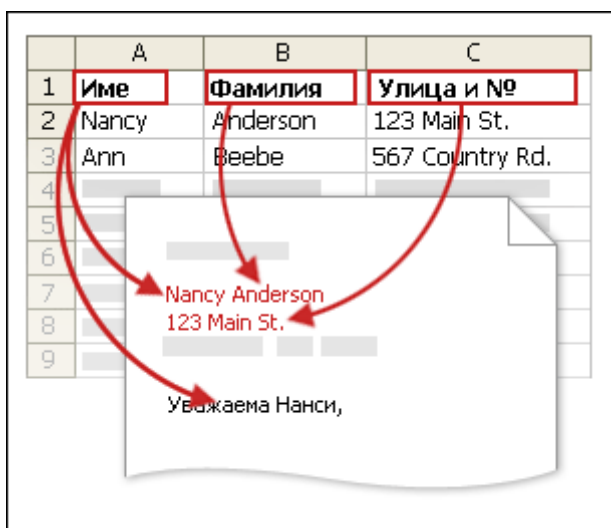 A B C
1 Име Фамилия Улица и №
2 Nancy Anderson 123 Main St.
3 Ann Beebe 567 Country Rd.
4
5
6
7
8
9
Nancy Anderson
123 Main St.
Уважаема Нанси,